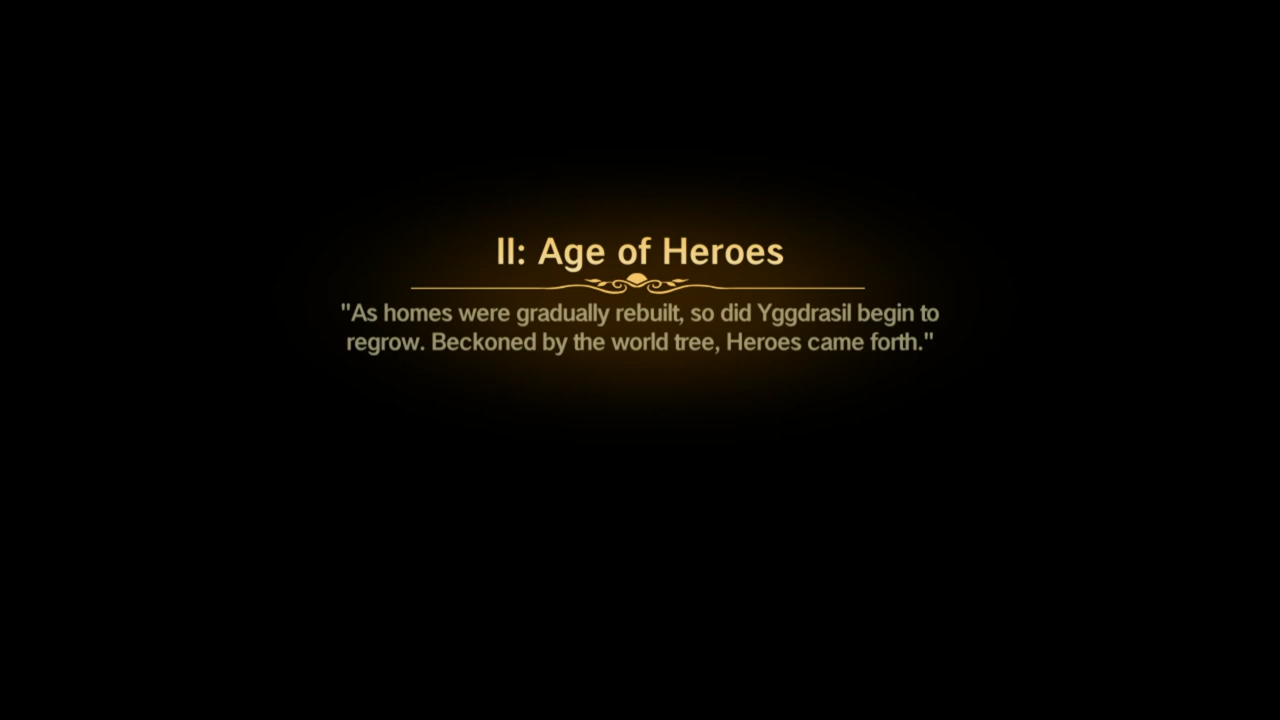 II: Age of Heroes
"As homes were gradually rebuilt, so did Yggdrasil begin to
regrow. Beckoned by the world tree, Heroes came forth."